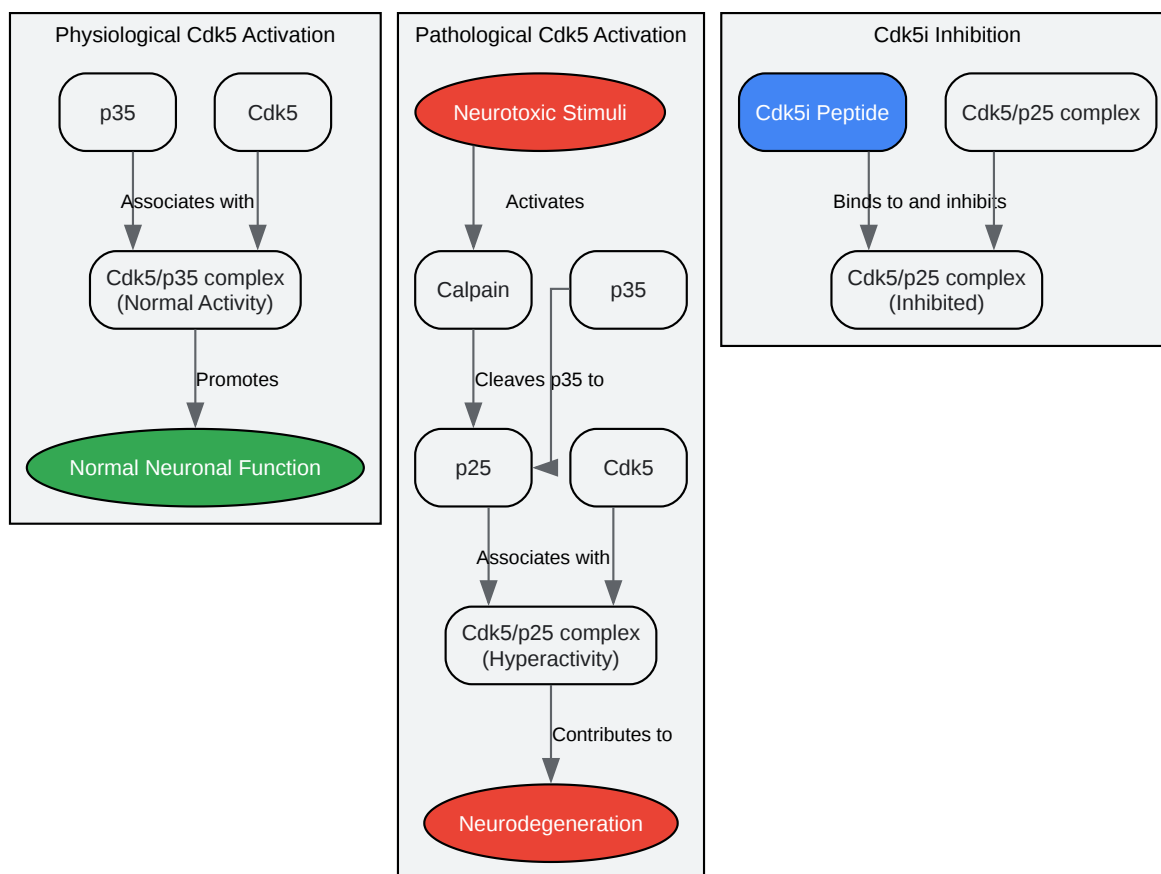 Physiological Cdk5 Activation
p35
Cdk5
Associates with
Cdk5/p35 complex
(Normal Activity)
Promotes
Normal Neuronal Function
Pathological Cdk5 Activation
Neurotoxic Stimuli
Activates
Calpain
p35
Cleaves p35 to
p25
Cdk5
Associates with
Cdk5/p25 complex
(Hyperactivity)
Contributes to
Neurodegeneration
Cdk5i Inhibition
Cdk5i Peptide
Cdk5/p25 complex
Binds to and inhibits
Cdk5/p25 complex
(Inhibited)